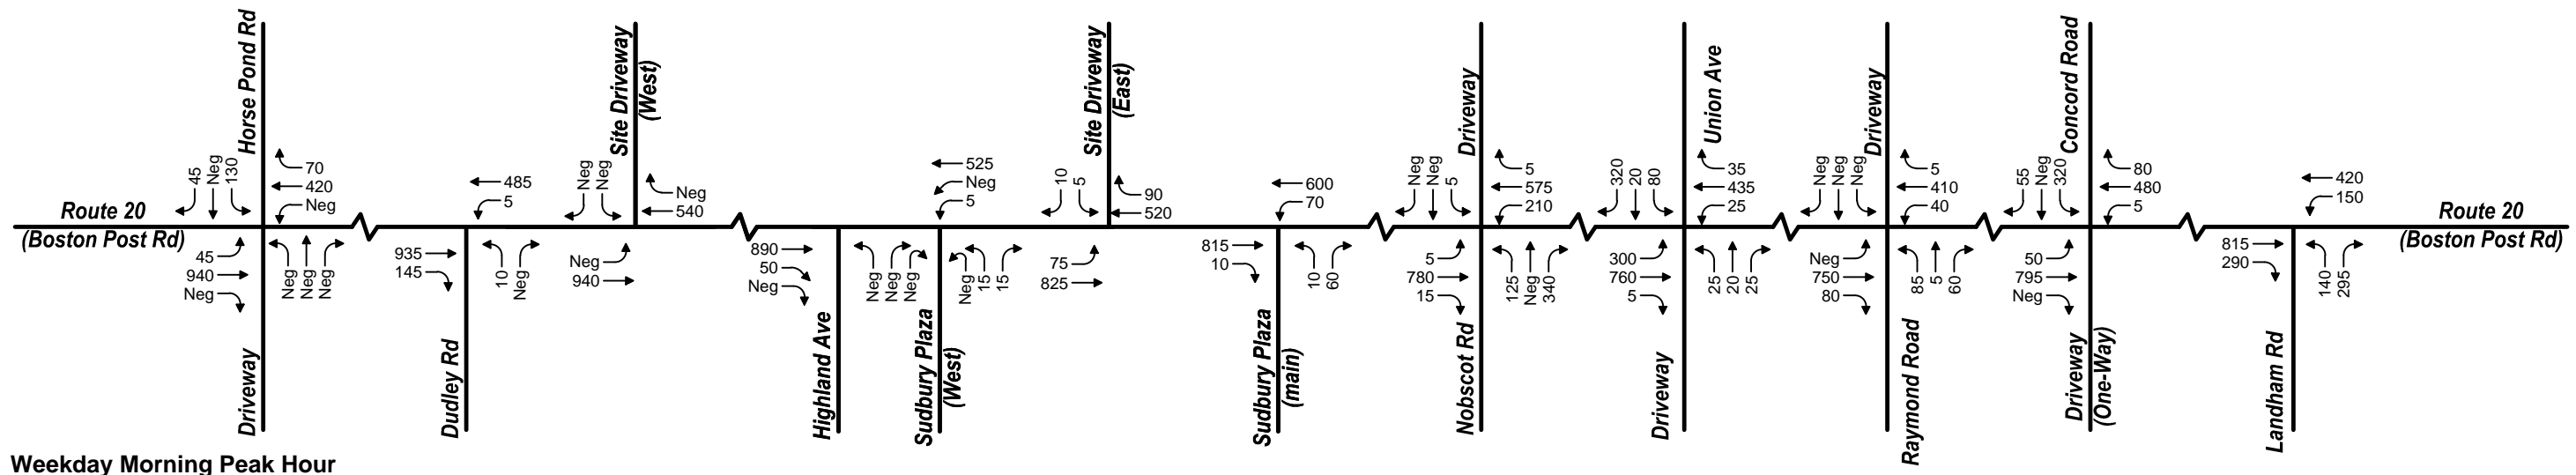 Horse Pond Rd
45
Neg
130
70
420
Neg
Route 20
(Boston Post Rd)
45
940
Neg
Neg
Neg
Neg
Driveway
485
5
935
145
10
Neg
Dudley Rd
Site Driveway
(West)
Neg
Neg
Neg
540
Neg
940
890
50
Neg
Highland Ave
525
Neg
5
Neg
Neg
Neg
Neg
15
15
Sudbury Plaza
(West)
Site Driveway
(East)
10
5
90
520
75
825
600
70
815
10
10
60
Sudbury Plaza
(main)
Driveway
Neg
Neg
5
5
575
210
5
780
15
125
Neg
340
Nobscot Rd
Union Ave
320
20
80
35
435
25
300
760
5
25
20
25
Driveway
Driveway
Neg
Neg
Neg
5
410
40
Neg
750
80
85
5
60
Raymond Road
Concord Road
55
Neg
320
80
480
5
50
795
Neg
Driveway
(One-Way)
420
150
815
290
140
295
Landham Rd
Route 20
(Boston Post Rd)
Weekday Morning Peak Hour